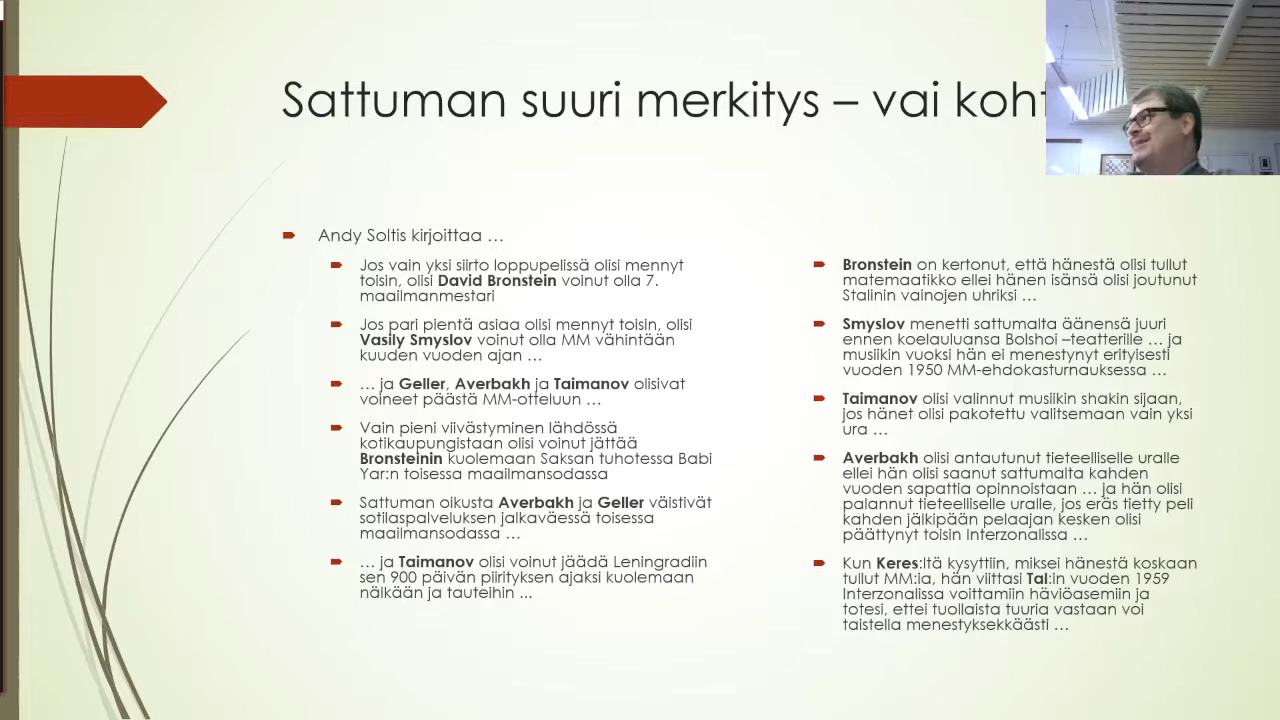 Sattuman suuri merkitys – vai koht
Andy Soltis kirjoittaa …
Jos vain yksi siirto loppupelissä olisi mennyt
toisin, olisi David Bronstein voinut olla 7.
maailmanmestari
Jos pari pientä asiaa olisi mennyt toisin, olisi
Vasily Smyslov voinut olla MM vähintään
kuuden vuoden ajan …
… ja Geller, Averbakh ja Taimanov olisivat
voineet päästä MM-otteluun …
Vain pieni viivästyminen lähdössä
kotikaupungistaan olisi voinut jättää
Bronsteinin kuolemaan Saksan tuhotessa Babi
Yar:n toisessa maailmansodassa
Sattuman oikusta Averbakh ja Geller väistivät
sotilaspalveluksen jalkaväessä toisessa
maailmansodassa …
… ja Taimanov olisi voinut jäädä Leningradiin
sen 900 päivän piirityksen ajaksi kuolemaan
nälkään ja tauteihin ...
Bronstein on kertonut, että hänestä olisi tullut
matemaatikko ellei hänen isänsä olisi joutunut
Stalinin vainojen uhriksi …
Smyslov menetti sattumalta äänensä juuri
ennen koelauluansa Bolshoi –teatterille … ja
musiikin vuoksi hän ei menestynyt erityisesti
vuoden 1950 MM-ehdokasturnauksessa …
Taimanov olisi valinnut musiikin shakin sijaan,
jos hänet olisi pakotettu valitsemaan vain yksi
ura …
Averbakh olisi antautunut tieteelliselle uralle
ellei hän olisi saanut sattumalta kahden
vuoden sapattia opinnoistaan … ja hän olisi
palannut tieteelliselle uralle, jos eräs tietty peli
kahden jälkipään pelaajan kesken olisi
päättynyt toisin Interzonalissa …
Kun Keres:ltä kysyttiin, miksei hänestä koskaan
tullut MM:ia, hän viittasi Tal:in vuoden 1959
Interzonalissa voittamiin häviöasemiin ja
totesi, ettei tuollaista tuuria vastaan voi
taistella menestyksekkäästi …